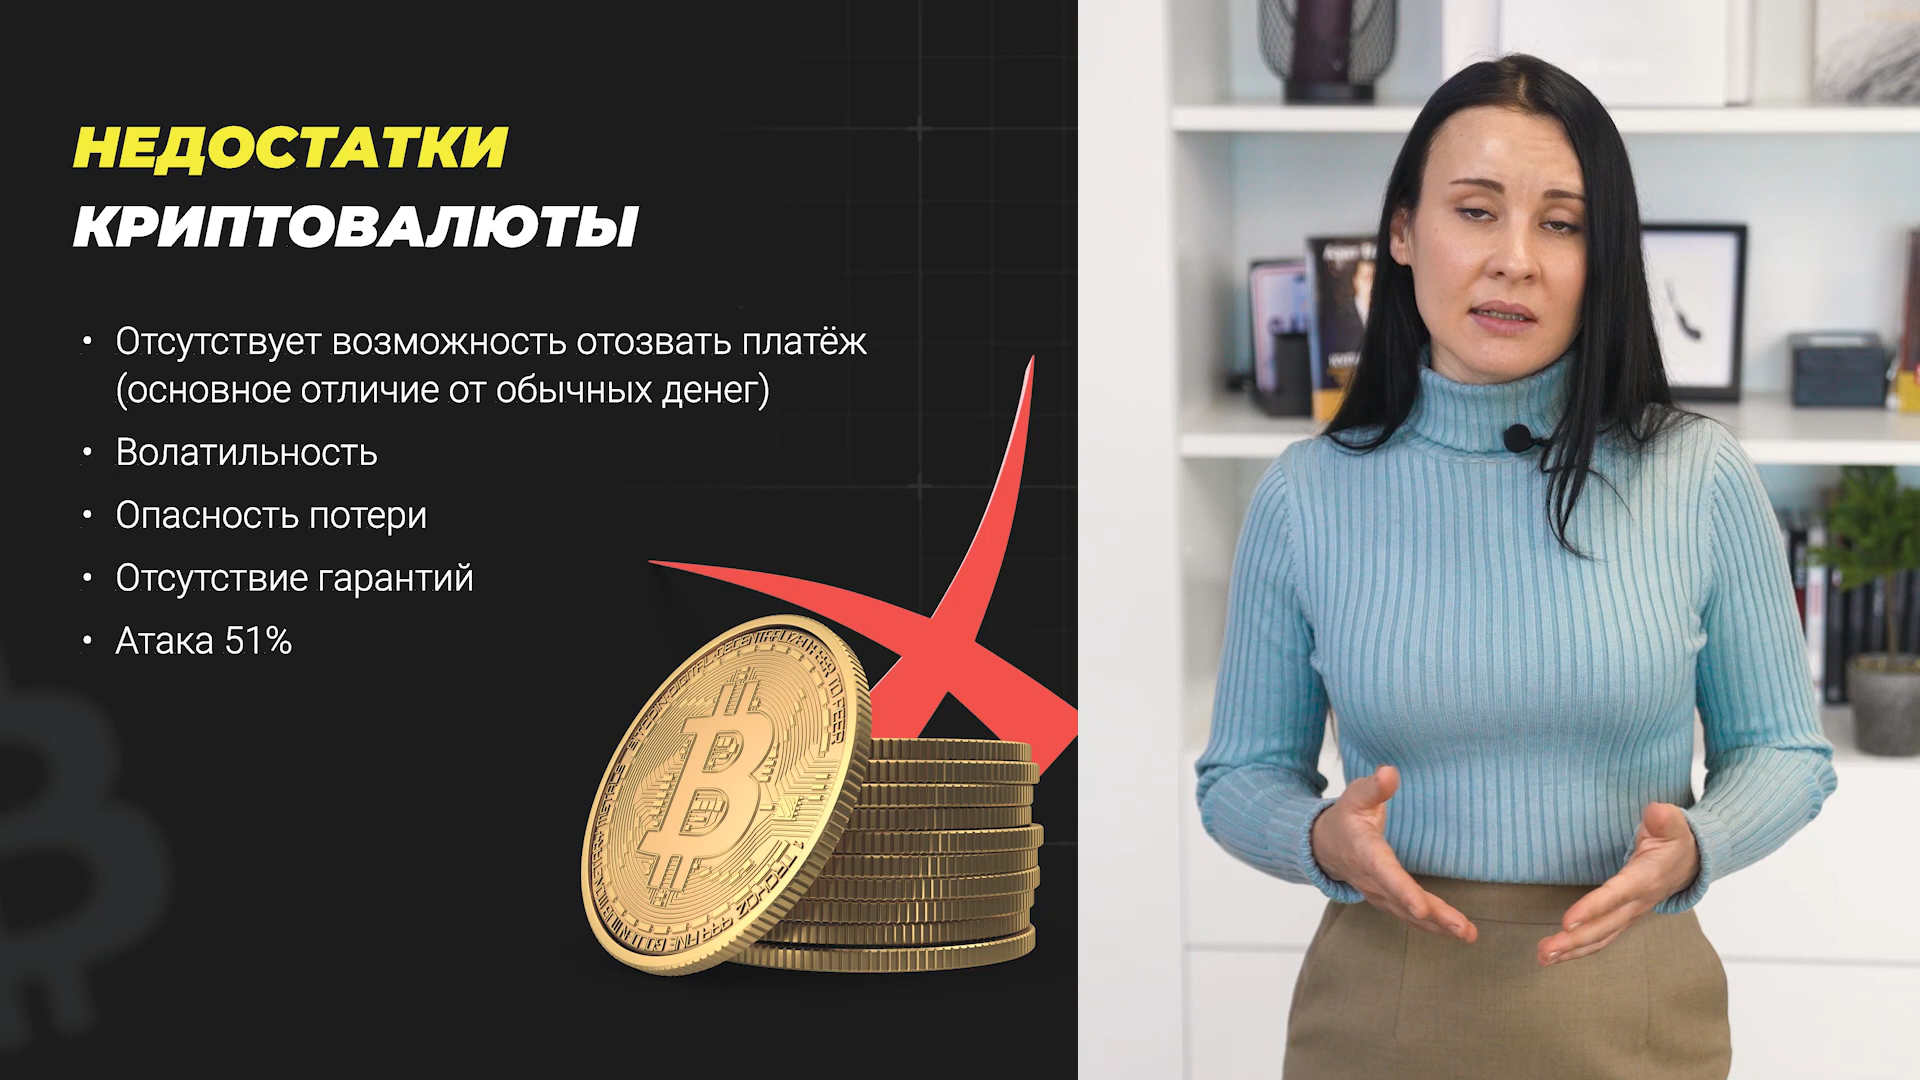 НЕДОСТАТКИ
КРИПТОВАЛЮТЫ
• Отсутствует возможность отозвать платёж
(основное отличие от обычных денег)
• Волатильность
• Опасность потери
• Отсутствие гарантий
• Атака 51%